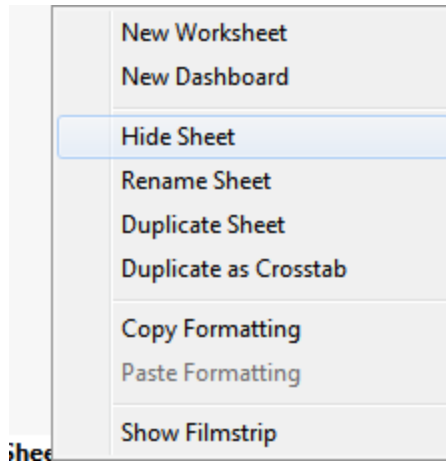 New Worksheet
New Dashboard
Hide Sheet
Rename Sheet
Duplicate Sheet
Duplicate as Crosstab
Copy Formatting
Paste Formatting
Show Filmstrip